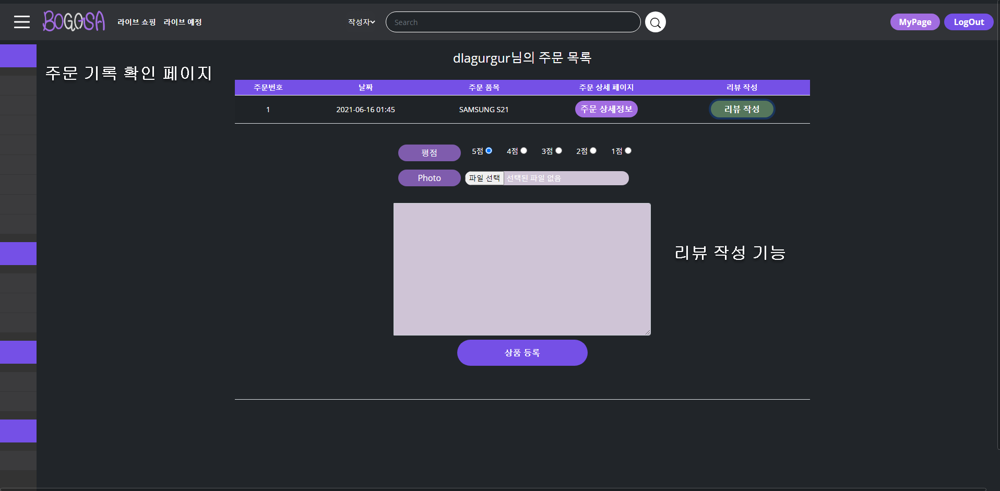 BOGOSA 라이브 쇼핑 라이브 예정 작성자 Search MyPage LogOut
dlagurgur님의 주문 목록
주문 기록 확인 페이지
주문번호 날짜 주문 품목 주문 상세 페이지 리뷰 작성
1 2021-06-16 01:45 SAMSUNG S21 주문 상세정보 리뷰 작성
평점 5점 4점 3점 2점 1점
Photo 파일 선택 선택된 파일 없음
리뷰 작성 기능
상품 등록